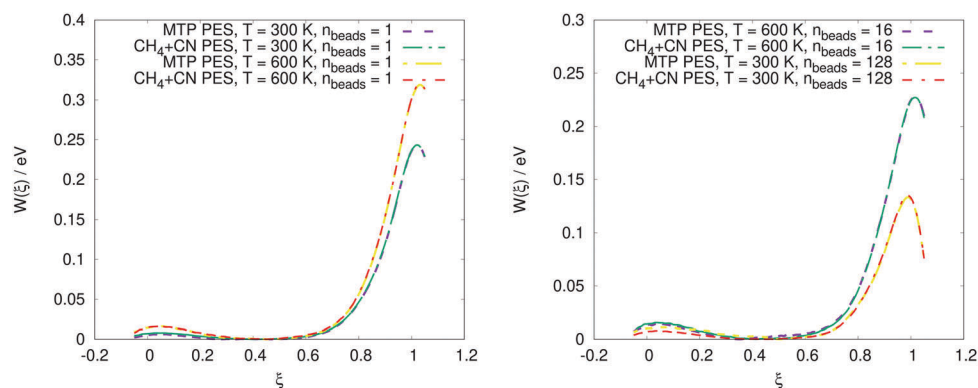 0.4
0.35
0.3
0.25
0.2
0.15
0.1
0.05
0
W(ξ) / eV
-0.2 0 0.2 0.4 0.6 0.8 1 1.2
ξ
MTP PES, T = 300 K, n_beads = 1
CH₄+CN PES, T = 300 K, n_beads = 1
MTP PES, T = 600 K, n_beads = 1
CH₄+CN PES, T = 600 K, n_beads = 1
0.3
0.25
0.2
0.15
0.1
0.05
0
W(ξ) / eV
-0.2 0 0.2 0.4 0.6 0.8 1 1.2
ξ
MTP PES, T = 600 K, n_beads = 16
CH₄+CN PES, T = 600 K, n_beads = 16
MTP PES, T = 300 K, n_beads = 128
CH₄+CN PES, T = 300 K, n_beads = 128